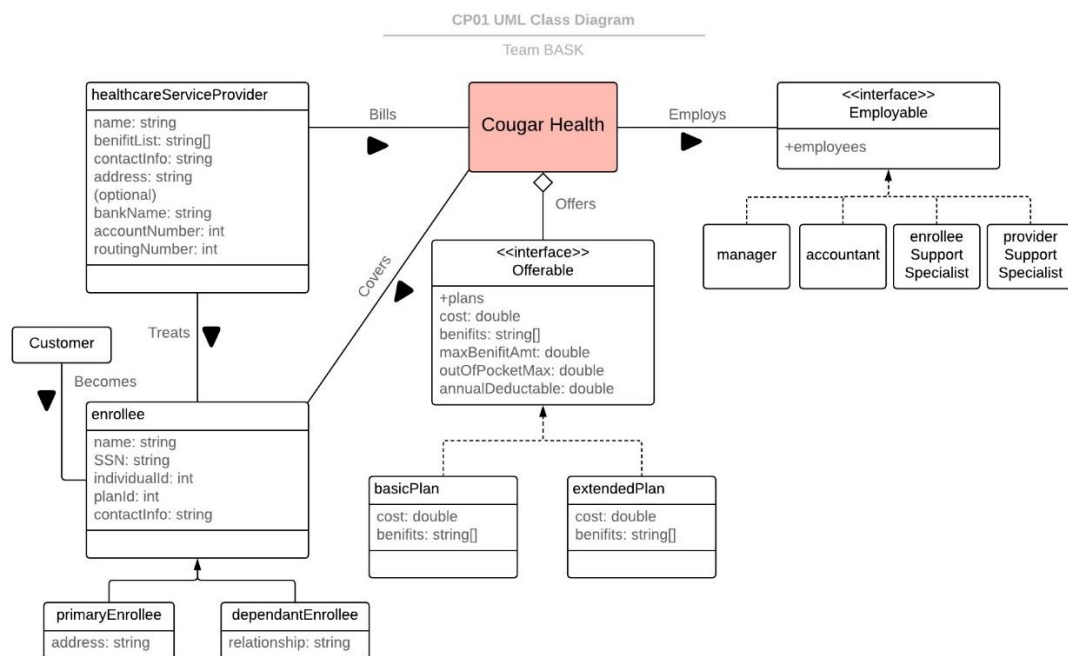 CP01 UML Class Diagram
Team BASK
healthcareServiceProvider
name: string
benifitList: string[]
contactInfo: string
address: string
(optional)
bankName: string
accountNumber: int
routingNumber: int
Bills
Cougar Health
Employs
<<interface>>
Employable
+employees
manager
accountant
enrollee
Support
Specialist
provider
Support
Specialist
Offers
<<interface>>
Offerable
+plans
cost: double
benifits: string[]
maxBenifitAmt: double
outOfPocketMax: double
annualDeductable: double
Covers
Treats
Customer
Becomes
enrollee
name: string
SSN: string
individualId: int
planId: int
contactInfo: string
basicPlan
cost: double
benifits: string[]
extendedPlan
cost: double
benifits: string[]
primaryEnrollee
address: string
dependantEnrollee
relationship: string